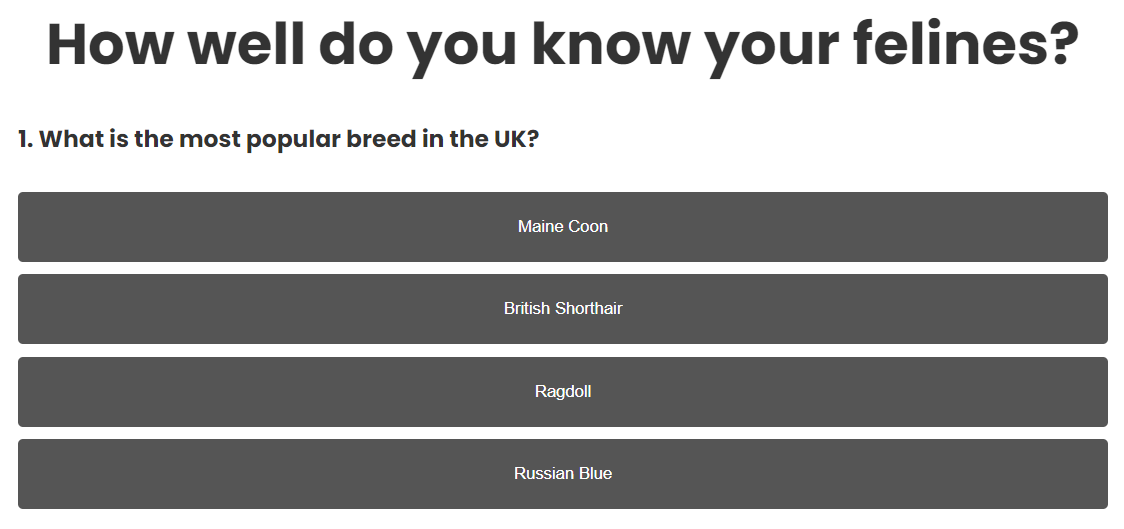 How well do you know your felines?
1. What is the most popular breed in the UK?
Maine Coon
British Shorthair
Ragdoll
Russian Blue